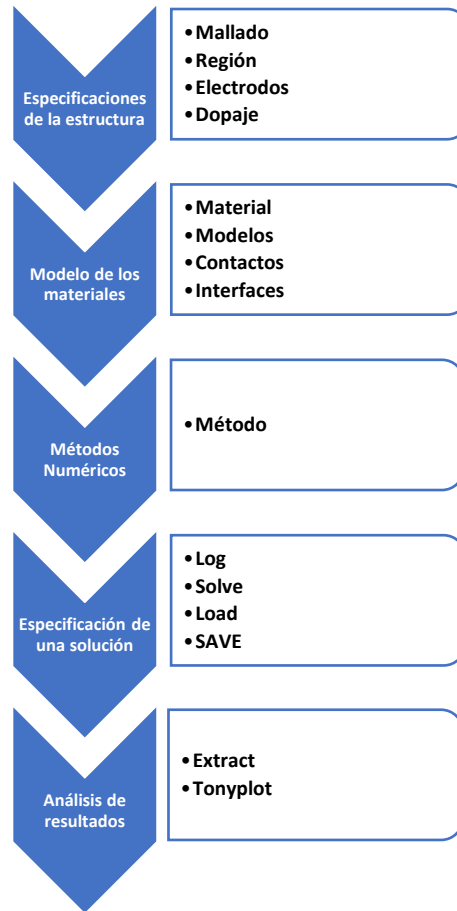 Especificaciones
de la estructura
•Mallado
•Región
•Electrodos
•Dopaje
Modelo de los
materiales
•Material
•Modelos
•Contactos
•Interfaces
Métodos
Numéricos
•Método
Especificación de
una solución
•Log
•Solve
•Load
•SAVE
Análisis de
resultados
•Extract
•Tonyplot